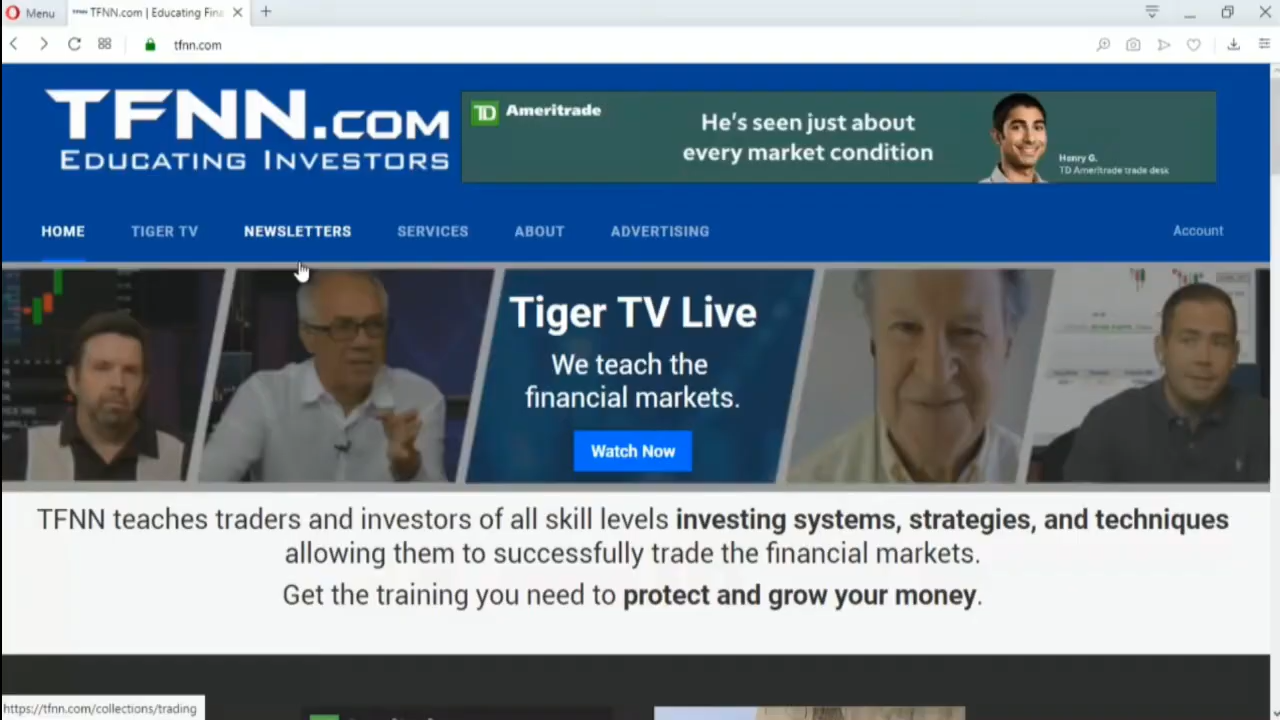 Menu
TFNN.com | Educating Fina
tfnn.com
TFNN.COM
EDUCATING INVESTORS
TD Ameritrade
He's seen just about
every market condition
Henry G.
TD Ameritrade trade desk
HOME TIGER TV NEWSLETTERS SERVICES ABOUT ADVERTISING Account
Tiger TV Live
We teach the
financial markets.
Watch Now
TFNN teaches traders and investors of all skill levels investing systems, strategies, and techniques
allowing them to successfully trade the financial markets.
Get the training you need to protect and grow your money.
https://tfnn.com/collections/trading